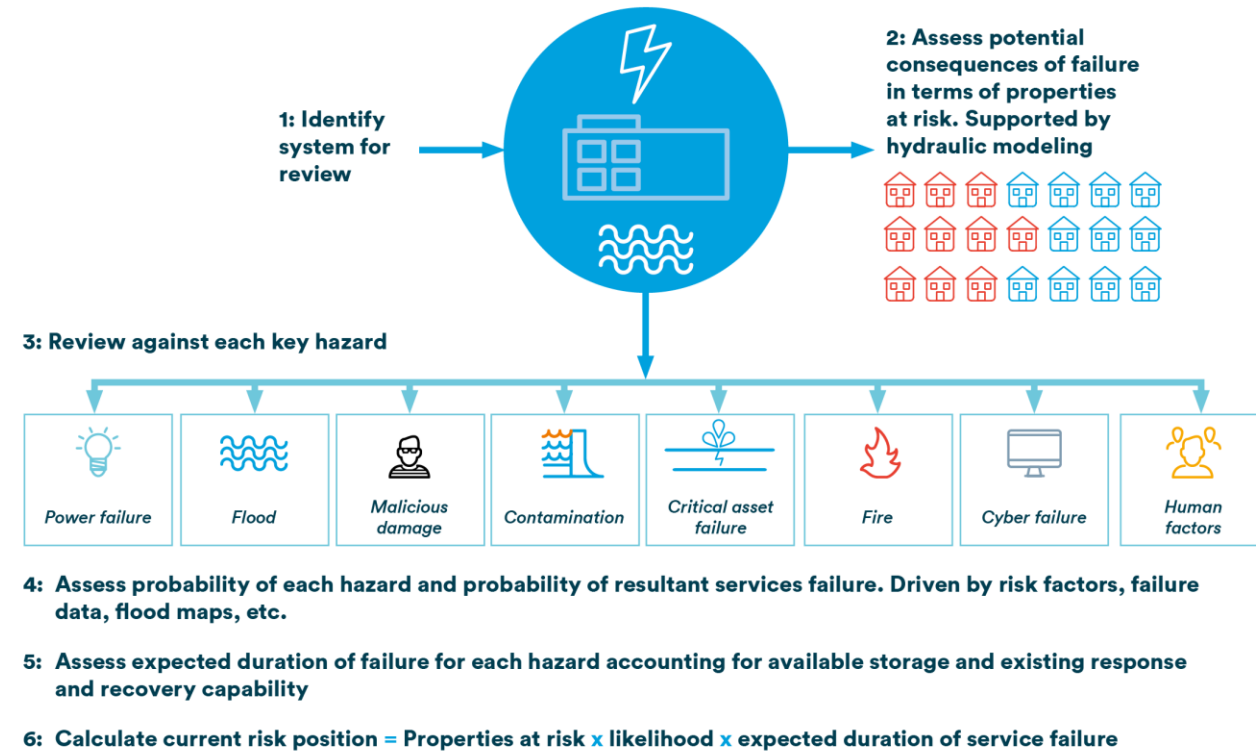 1: Identify
system for
review
2: Assess potential
consequences of failure
in terms of properties
at risk. Supported by
hydraulic modeling
3: Review against each key hazard
Power failure
Flood
Malicious
damage
Contamination
Critical asset
failure
Fire
Cyber failure
Human
factors
4: Assess probability of each hazard and probability of resultant services failure. Driven by risk factors, failure
data, flood maps, etc.
5: Assess expected duration of failure for each hazard accounting for available storage and existing response
and recovery capability
6: Calculate current risk position = Properties at risk x likelihood x expected duration of service failure